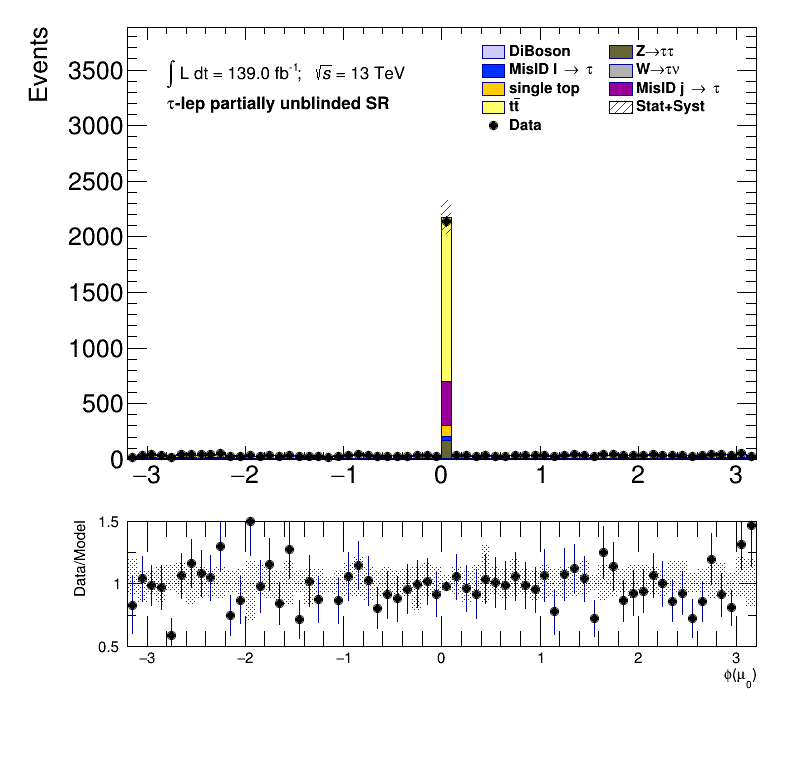 Events
3500
3000
2500
2000
1500
1000
500
0
∫ L dt = 139.0 fb⁻¹; √s = 13 TeV
τ-lep partially unblinded SR
DiBoson
MisID l → τ
single top
tt̄
Data
Z→ττ
W→τν
MisID j → τ
Stat+Syst
−3 −2 −1 0 1 2 3
Data/Model
1.5
1
0.5
−3 −2 −1 0 1 2 3
φ(μ₀)